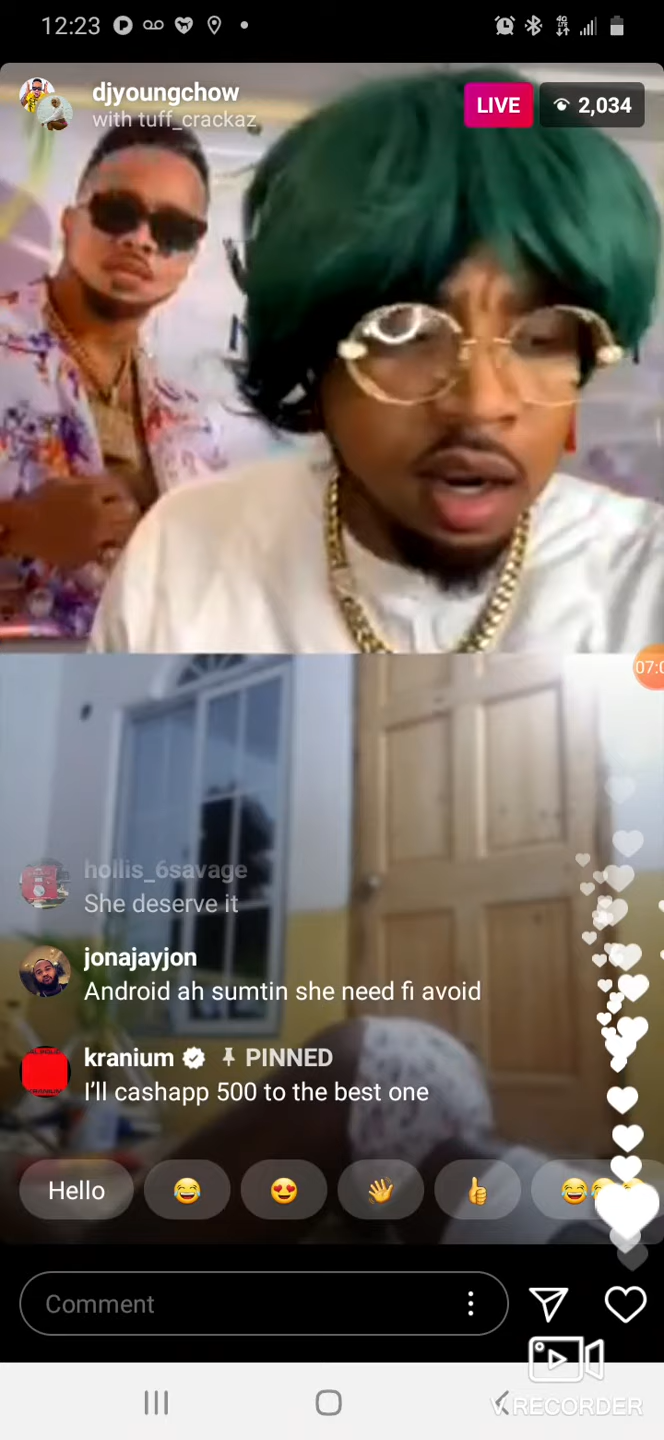 12:23
djyoungchow
LIVE
2,034
with tuff_crackaz
07:0
hollis_6savage
She deserve it
jonajayjon
Android ah sumtin she need fi avoid
kranium PINNED
I'll cashapp 500 to the best one
Hello
Comment
V.RECORDER